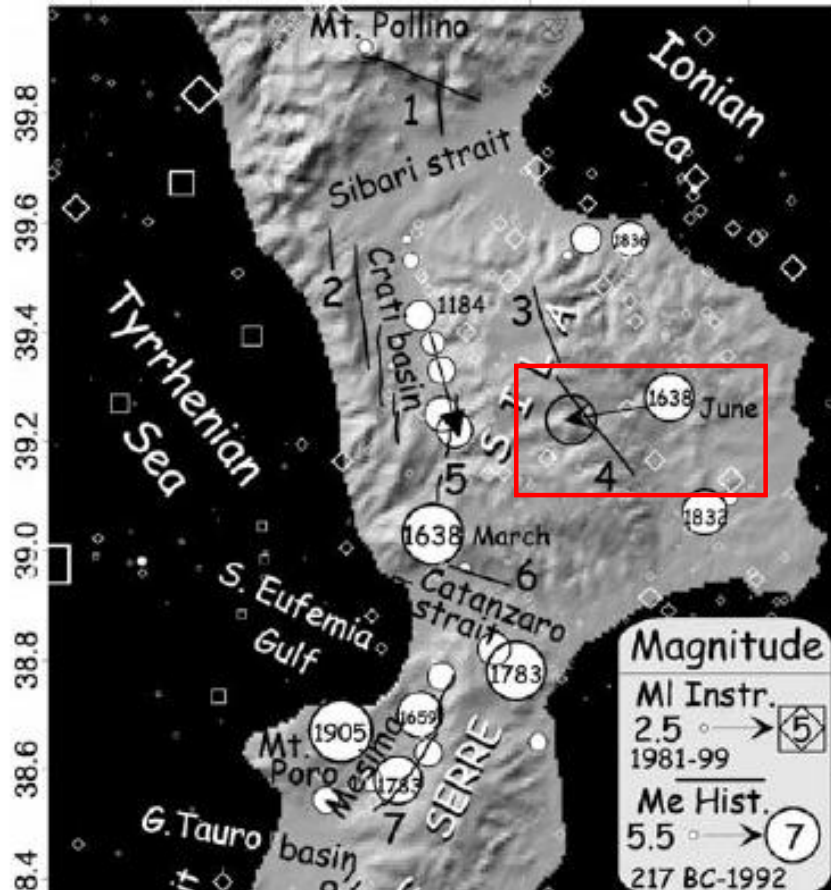 Mt. Pollino
Ionian
Sea
39.8
1
Sibari strait
39.6
1836
2
Crati basin
1184
3
SILA
39.4
Tyrrhenian
Sea
1638
June
39.2
4
5
1638
March
1832
39.0
6
S. Eufemia
Gulf
Catanzaro
strait
38.8
1783
1659
1905
Mt.
Poro
Mesima
38.6
1783
SERRE
7
G.Tauro basin
38.4
Magnitude
Ml Instr.
2.5 5
1981-99
Me Hist.
5.5 7
217 BC-1992